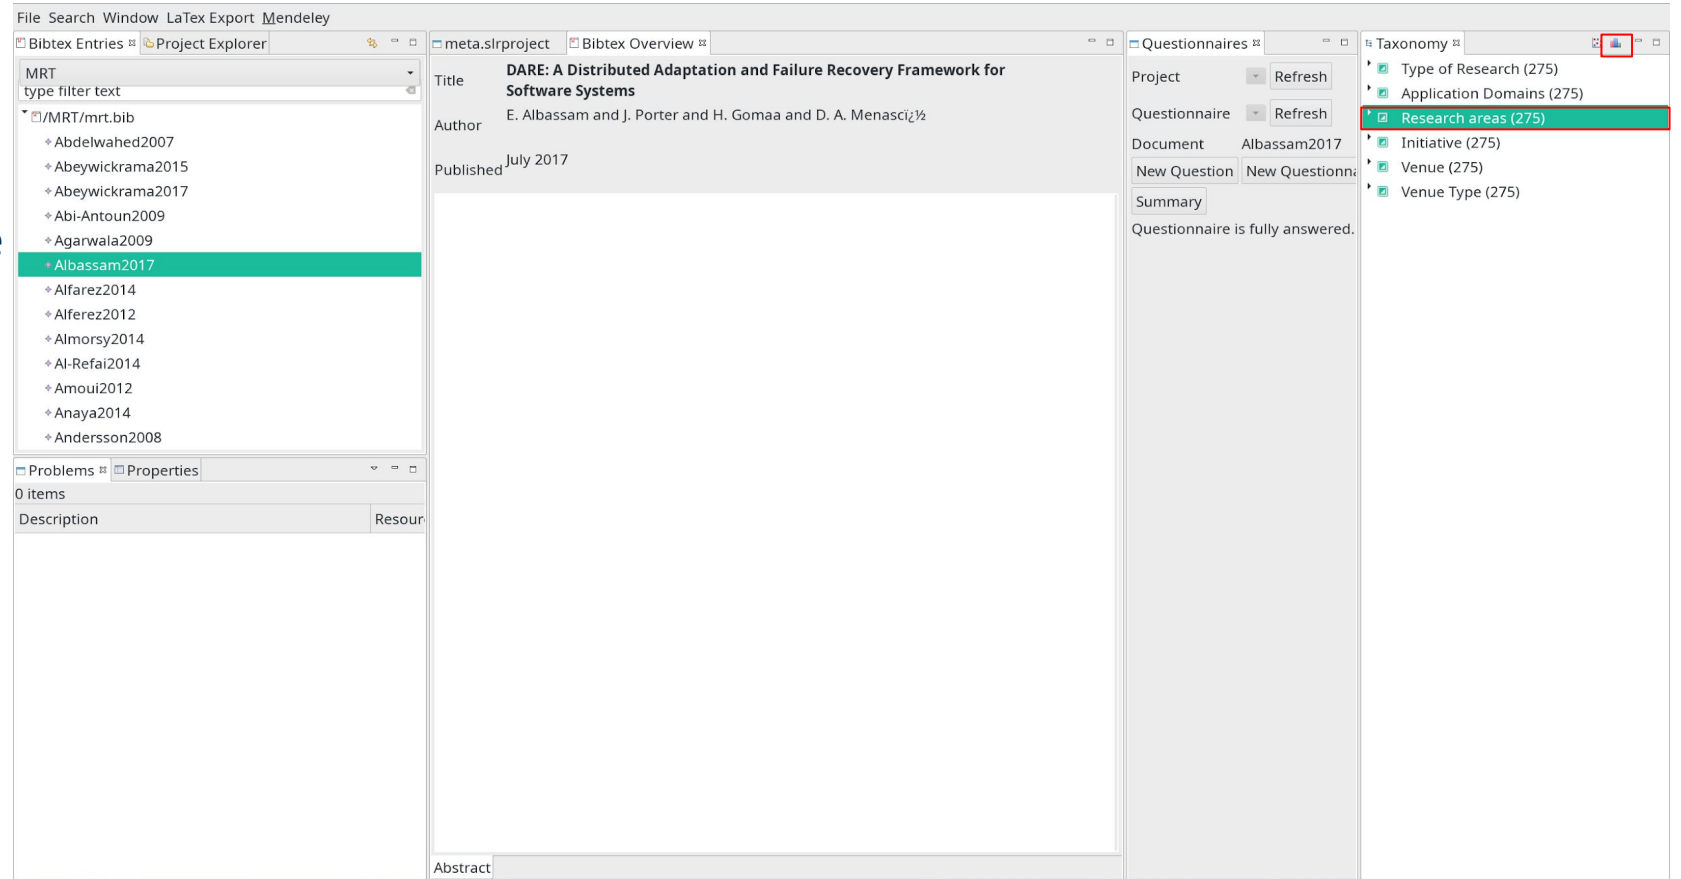 File Search Window LaTex Export Mendeley
Bibtex Entries Project Explorer
MRT
type filter text
/MRT/mrt.bib
Abdelwahed2007
Abeywickrama2015
Abeywickrama2017
Abi-Antoun2009
Agarwala2009
Albassam2017
Alfarez2014
Alferez2012
Almorsy2014
Al-Refai2014
Amoui2012
Anaya2014
Andersson2008
Problems Properties
0 items
Description Resour
meta.slrproject Bibtex Overview
Title DARE: A Distributed Adaptation and Failure Recovery Framework for
Software Systems
Author E. Albassam and J. Porter and H. Gomaa and D. A. Menascï¿½
Published July 2017
Abstract
Questionnaires
Project Refresh
Questionnaire Refresh
Document Albassam2017
New Question New Questionna
Summary
Questionnaire is fully answered.
Taxonomy
Type of Research (275)
Application Domains (275)
Research areas (275)
Initiative (275)
Venue (275)
Venue Type (275)